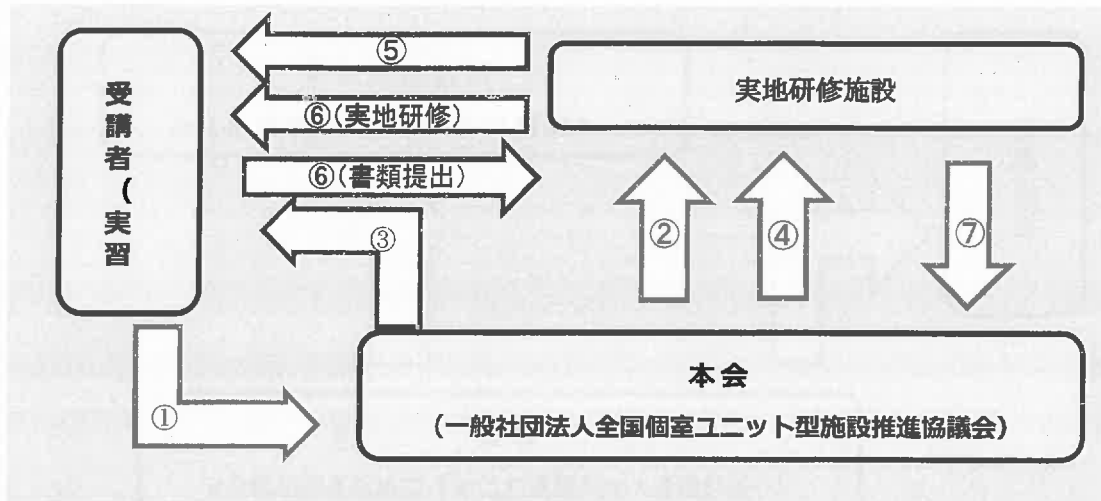 ⑤
実地研修施設
⑥(実地研修)
⑥(書類提出)
受講者(実習
③
②
④
⑦
本会
(一般社団法人全国個室ユニット型施設推進協議会)
①